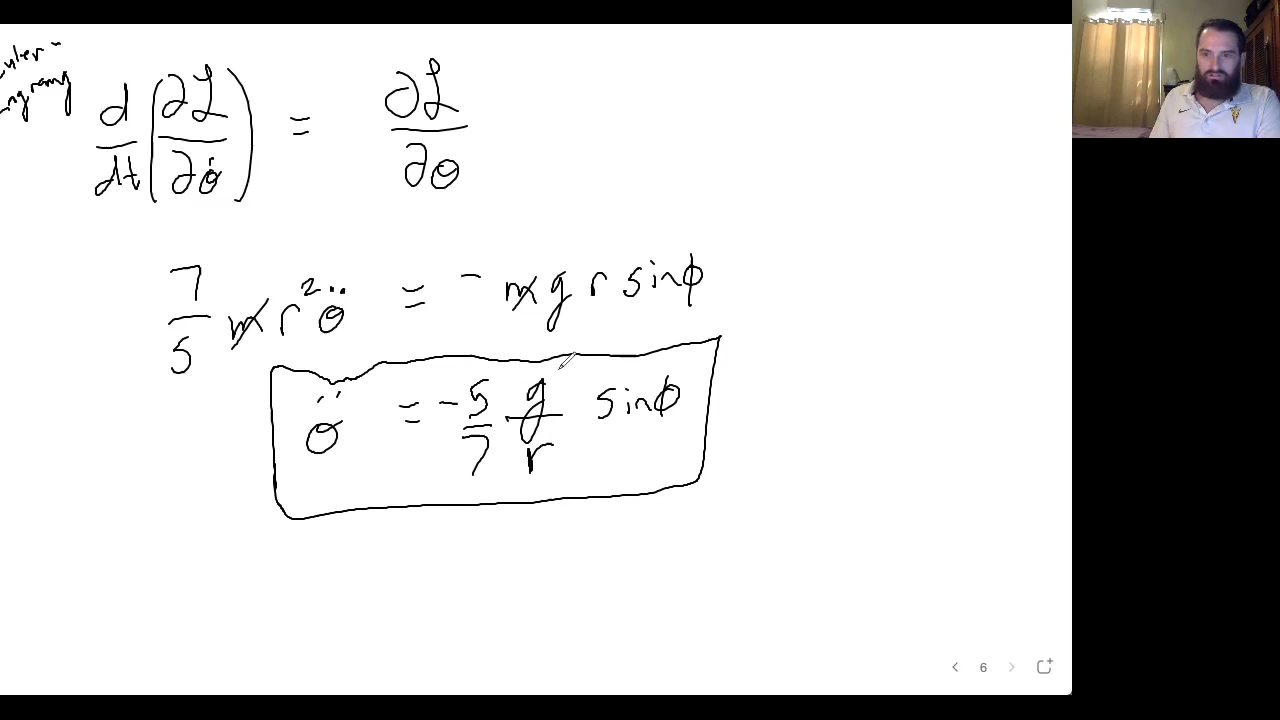 d/dt (∂ℒ/∂θ̇) = ∂ℒ/∂θ
7/5 m r² θ̈ = - m g r sinϕ
θ̈ = - 5/7 g/r sinϕ
6